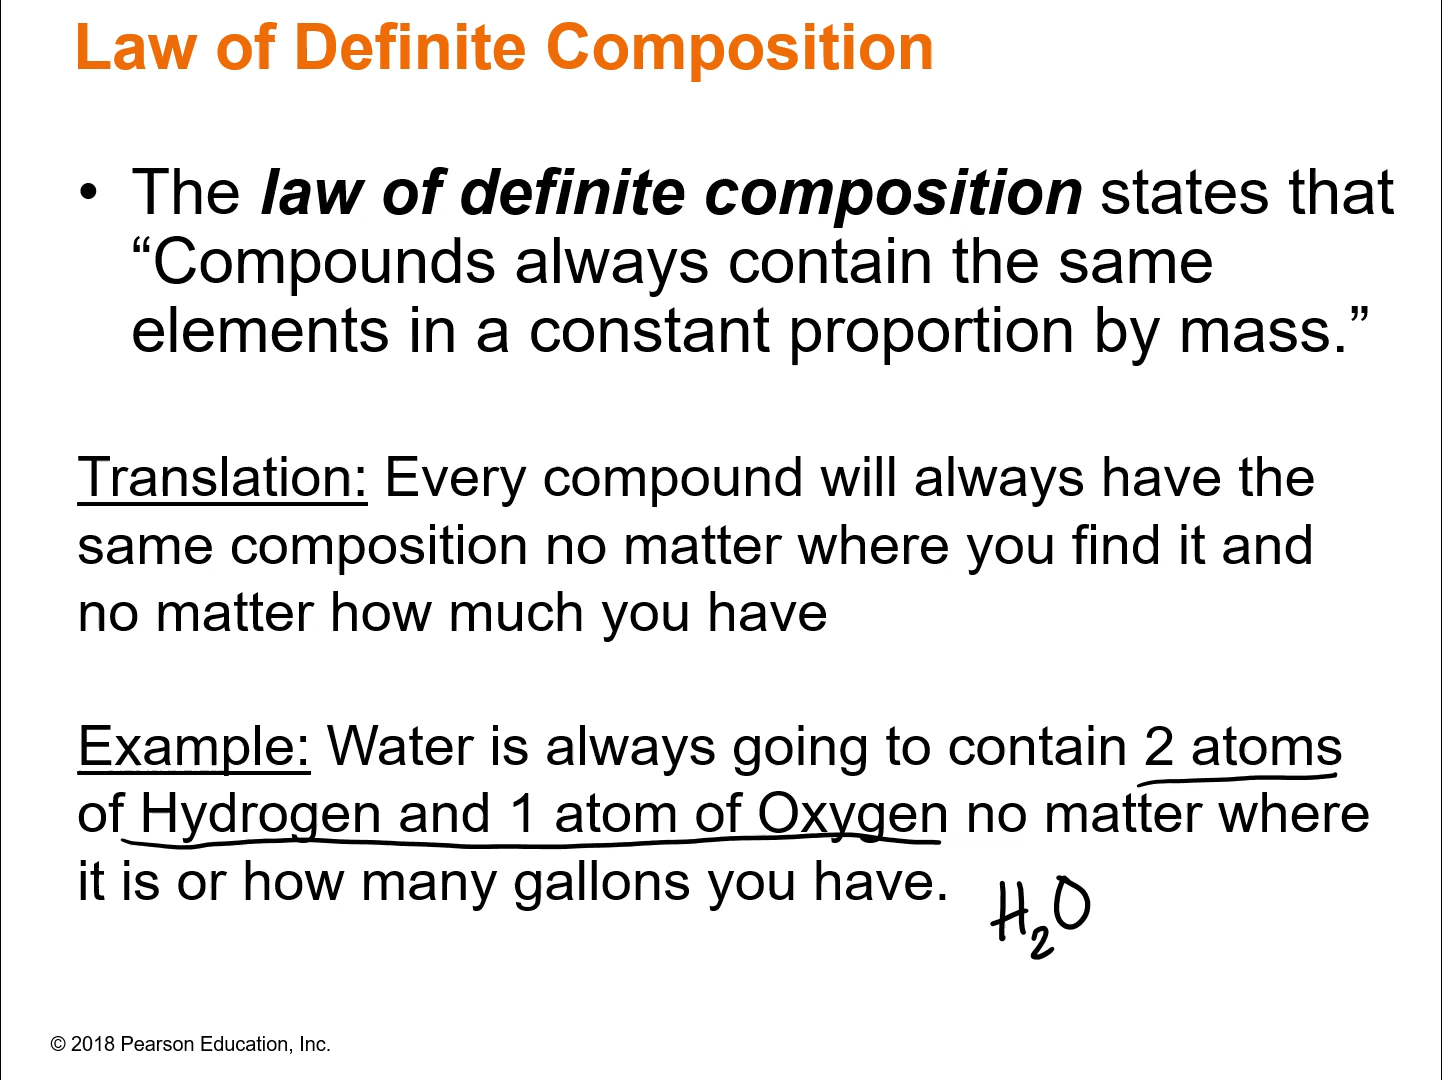 Law of Definite Composition
• The law of definite composition states that
“Compounds always contain the same
elements in a constant proportion by mass.”
Translation: Every compound will always have the
same composition no matter where you find it and
no matter how much you have
Example: Water is always going to contain 2 atoms
of Hydrogen and 1 atom of Oxygen no matter where
it is or how many gallons you have.
H₂O
© 2018 Pearson Education, Inc.